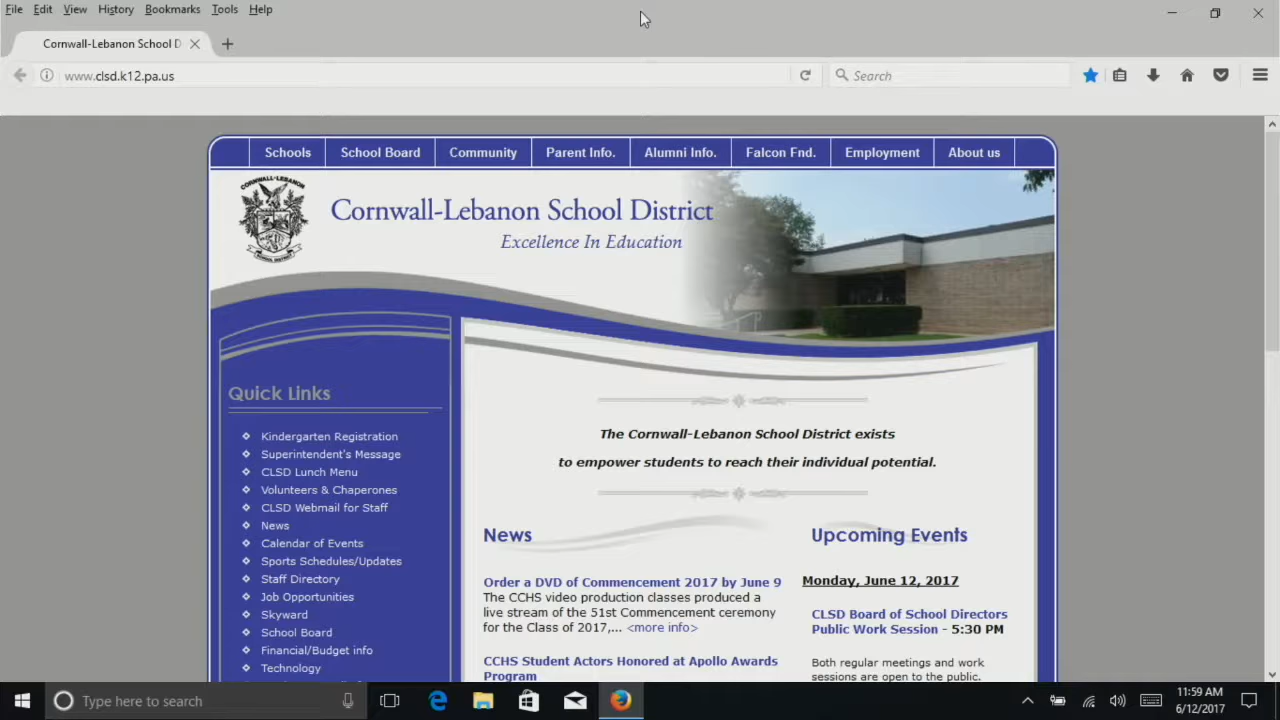 File Edit View History Bookmarks Tools Help
Cornwall-Lebanon School D
www.clsd.k12.pa.us
Search
Schools School Board Community Parent Info. Alumni Info. Falcon Fnd. Employment About us
CORNWALL-LEBANON
SCHOOL DISTRICT
Cornwall-Lebanon School District
Excellence In Education
Quick Links
Kindergarten Registration
Superintendent's Message
CLSD Lunch Menu
Volunteers & Chaperones
CLSD Webmail for Staff
News
Calendar of Events
Sports Schedules/Updates
Staff Directory
Job Opportunities
Skyward
School Board
Financial/Budget info
Technology
The Cornwall-Lebanon School District exists
to empower students to reach their individual potential.
News
Order a DVD of Commencement 2017 by June 9
The CCHS video production classes produced a
live stream of the 51st Commencement ceremony
for the Class of 2017,... <more info>
CCHS Student Actors Honored at Apollo Awards
Program
Upcoming Events
Monday, June 12, 2017
CLSD Board of School Directors
Public Work Session - 5:30 PM
Both regular meetings and work
sessions are open to the public.
Type here to search
11:59 AM
6/12/2017